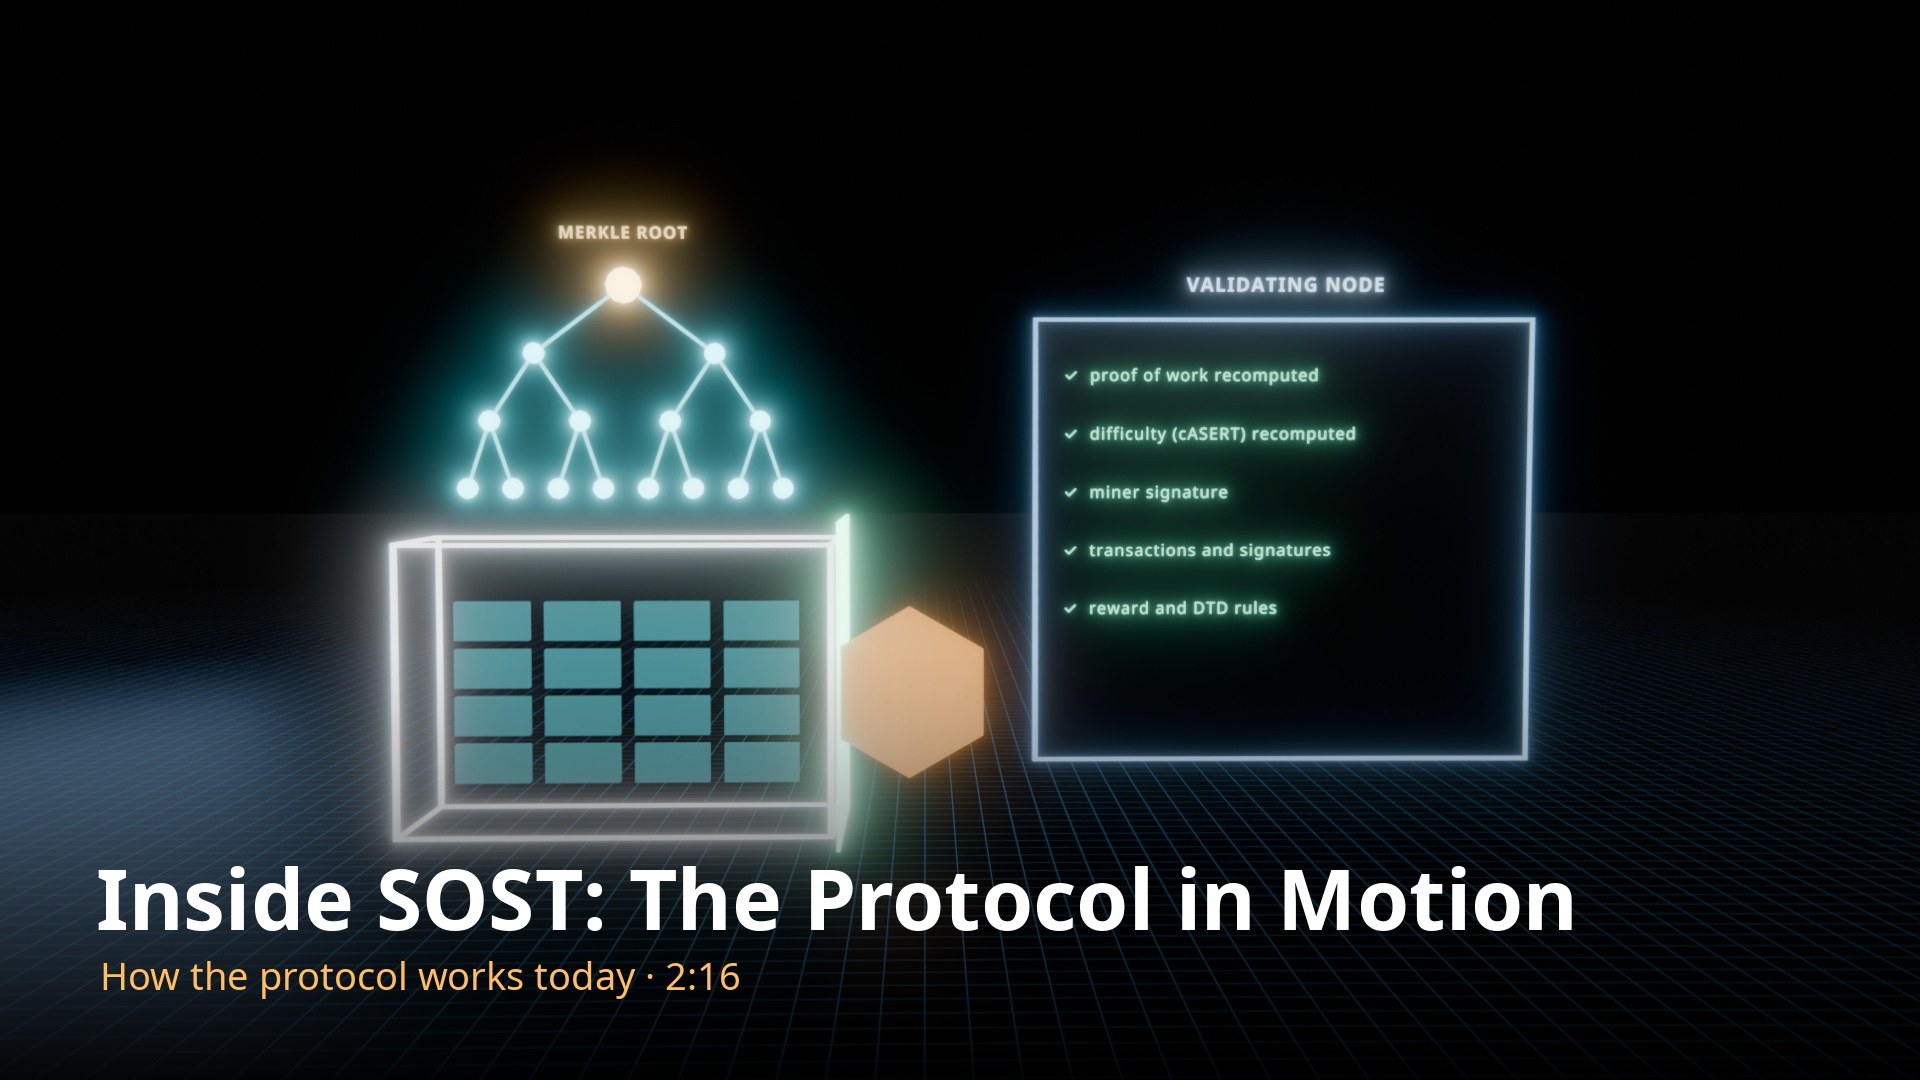 MERKLE ROOT
VALIDATING NODE
✓ proof of work recomputed
✓ difficulty (cASERT) recomputed
✓ miner signature
✓ transactions and signatures
✓ reward and DTD rules
Inside SOST: The Protocol in Motion
How the protocol works today · 2:16